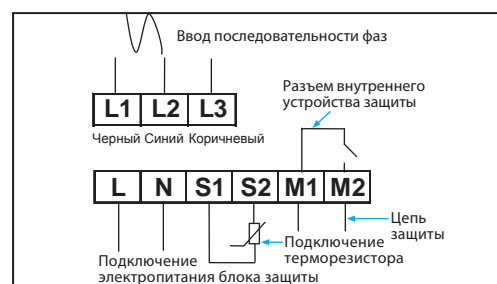 Ввод последовательности фаз
Разъем внутреннего
устройства защиты
L1 L2 L3
Черный Синий Коричневый
L N S1 S2 M1 M2
Цепь
защиты
Подключение
терморезистора
Подключение
электропитания блока защиты